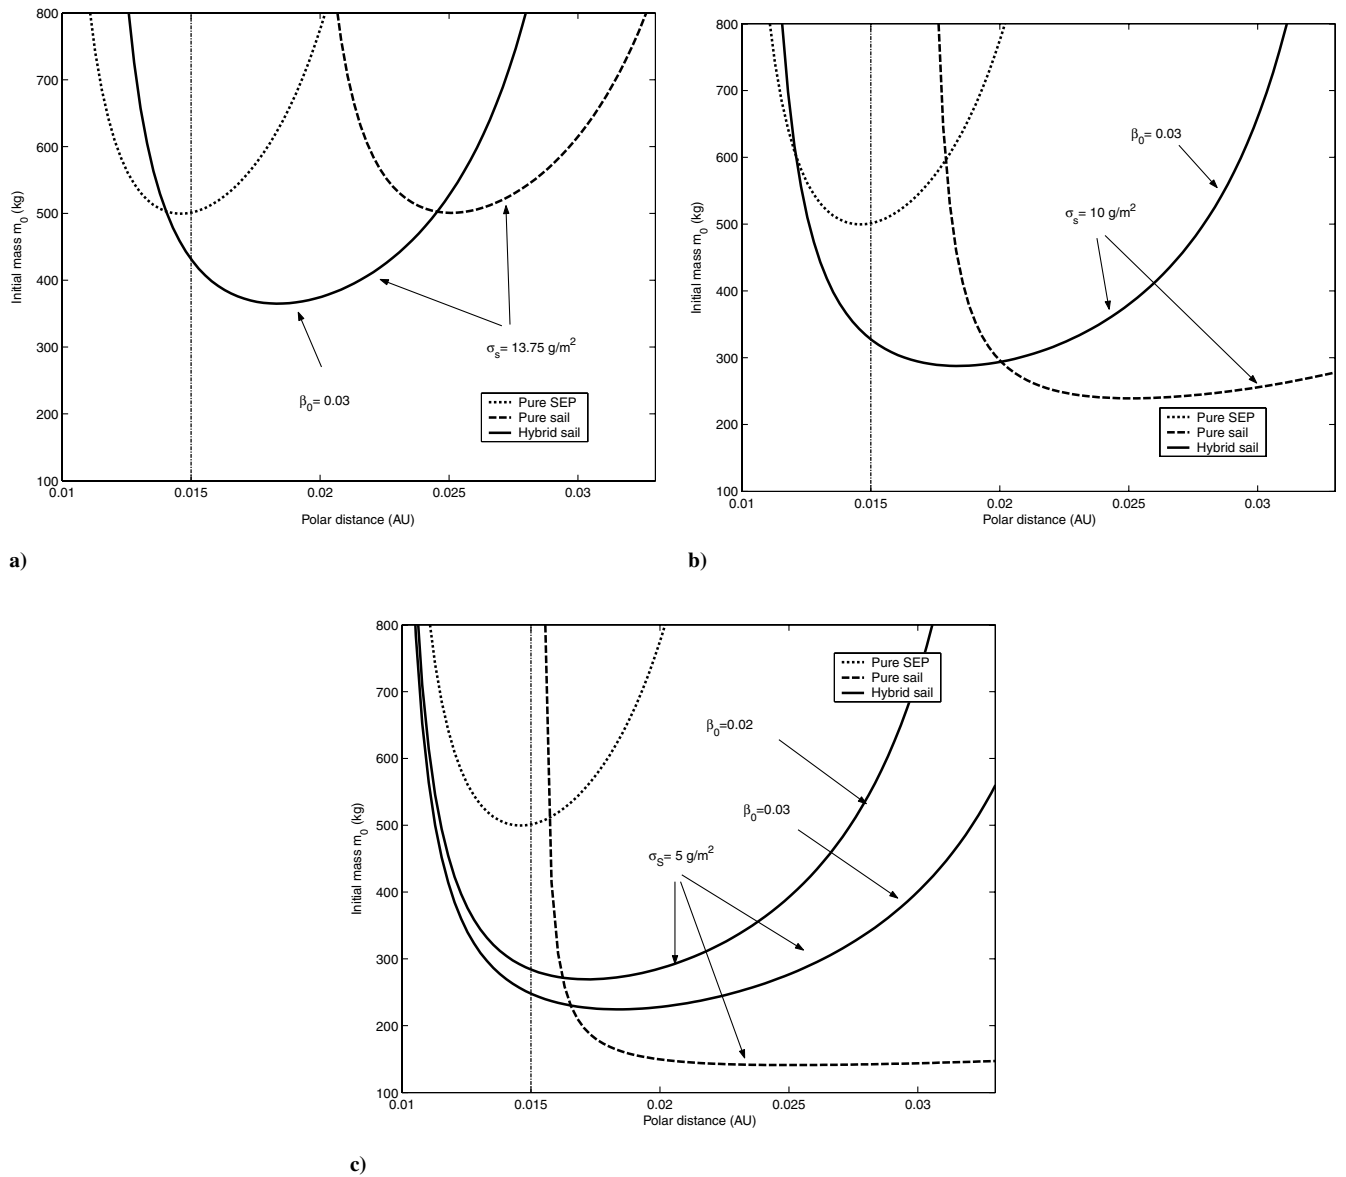 800
700
600
500
400
300
200
100
Initial mass m0 (kg)
σs= 13.75 g/m2
β0= 0.03
Pure SEP
Pure sail
Hybrid sail
0.01
0.015
0.02
0.025
0.03
Polar distance (AU)
a)
800
700
600
500
400
300
200
100
Initial mass m0 (kg)
β0= 0.03
σs= 10 g/m2
Pure SEP
Pure sail
Hybrid sail
0.01
0.015
0.02
0.025
0.03
Polar distance (AU)
b)
800
700
600
500
400
300
200
100
Initial mass m0 (kg)
Pure SEP
Pure sail
Hybrid sail
β0=0.02
β0=0.03
σS= 5 g/m2
0.01
0.015
0.02
0.025
0.03
Polar distance (AU)
c)